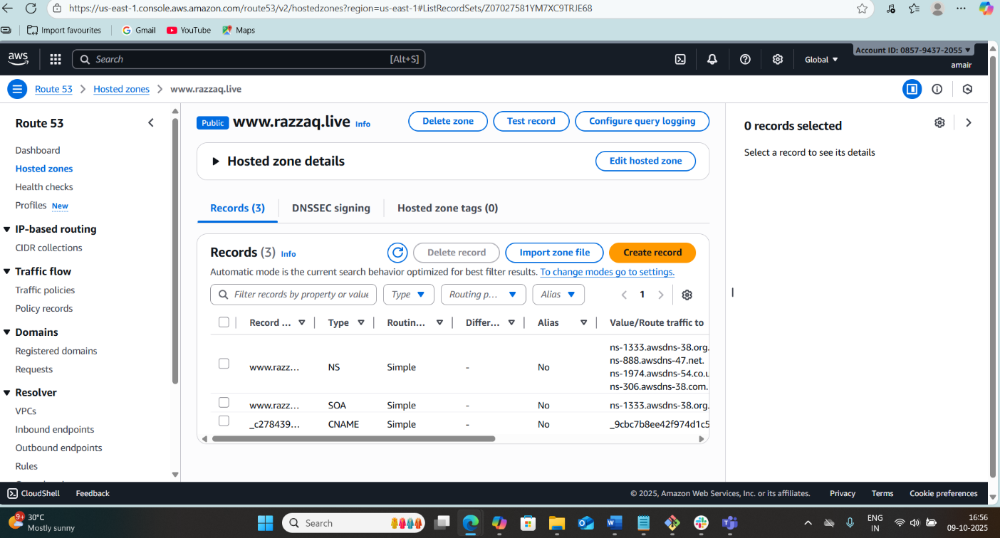 https://us-east-1.console.aws.amazon.com/route53/v2/hostedzones?region=us-east-1#ListRecordSets/Z07027581YM7XC9TRJE68
Import favourites
Gmail
YouTube
Maps
aws
Search
[Alt+S]
Global
Account ID: 0857-9437-2055
amair
Route 53
Hosted zones
www.razzaq.live
Route 53
Dashboard
Hosted zones
Health checks
Profiles New
IP-based routing
CIDR collections
Traffic flow
Traffic policies
Policy records
Domains
Registered domains
Requests
Resolver
VPCs
Inbound endpoints
Outbound endpoints
Rules
Public www.razzaq.live Info
Delete zone
Test record
Configure query logging
Hosted zone details
Edit hosted zone
Records (3)
DNSSEC signing
Hosted zone tags (0)
Records (3) Info
Delete record
Import zone file
Create record
Automatic mode is the current search behavior optimized for best filter results. To change modes go to settings.
Filter records by property or value
Type
Routing p...
Alias
1
Record ... Type Routin... Differ... Alias Value/Route traffic to
www.razz... NS Simple - No
ns-1333.awsdns-38.org.
ns-888.awsdns-47.net.
ns-1974.awsdns-54.co.u
ns-306.awsdns-38.com.
www.razz... SOA Simple - No ns-1333.awsdns-38.org.
_c278439... CNAME Simple - No _9cbc7b8ee42f974d1c5
0 records selected
Select a record to see its details
CloudShell
Feedback
© 2025, Amazon Web Services, Inc. or its affiliates.
Privacy
Terms
Cookie preferences
9+
30°C
Mostly sunny
Search
ENG
IN
16:56
09-10-2025